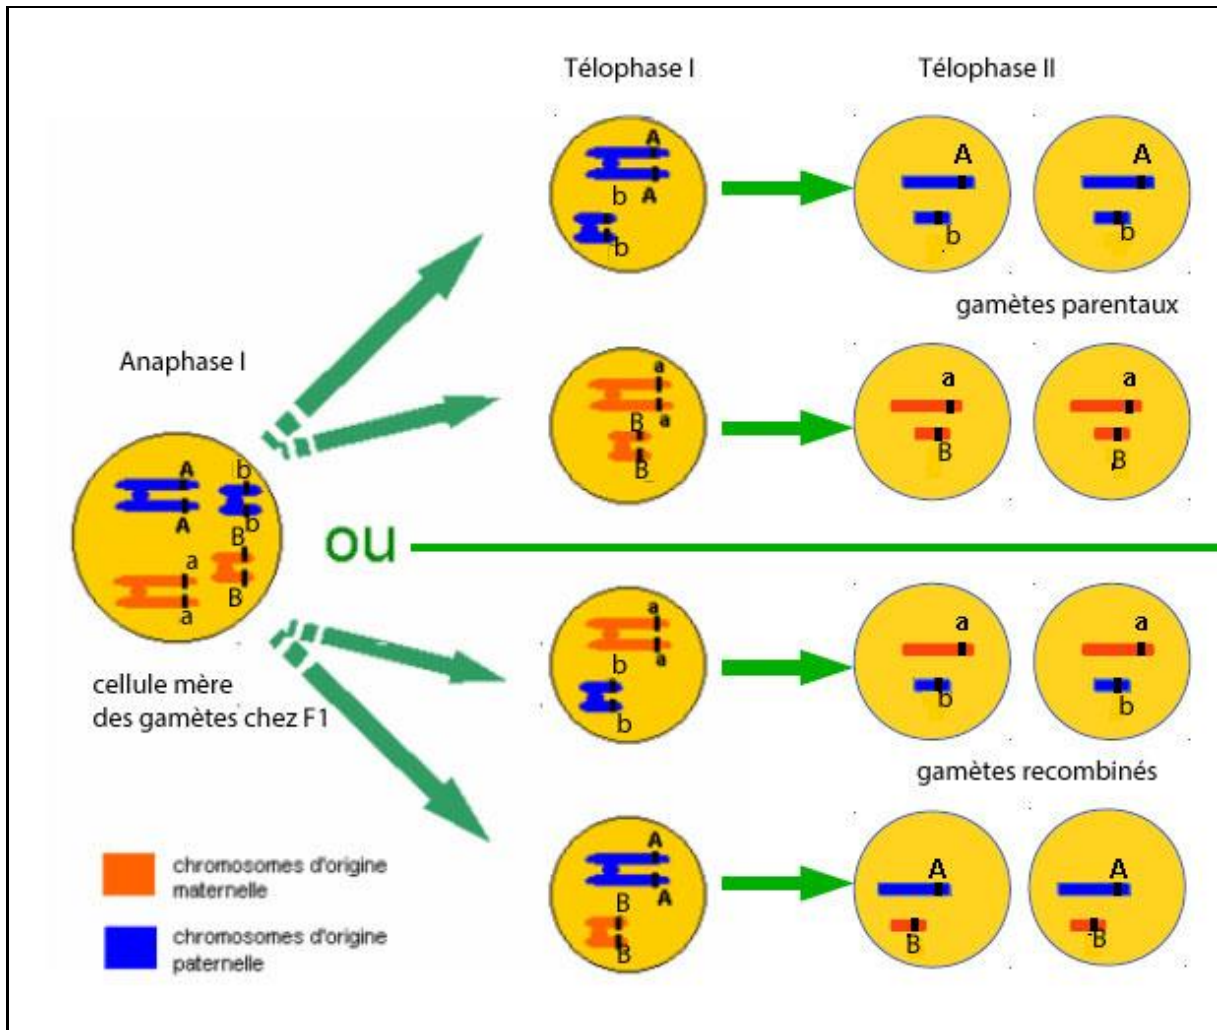 Télophase I
Télophase II
A
A
b
b
A
b
A
b
gamètes parentaux
Anaphase I
a
a
B
B
a
B
a
B
A
A
b
b
B
B
a
a
ou
cellule mère
des gamètes chez F1
a
a
b
b
a
b
a
b
gamètes recombinés
A
A
B
B
A
B
A
B
chromosomes d'origine
maternelle
chromosomes d'origine
paternelle